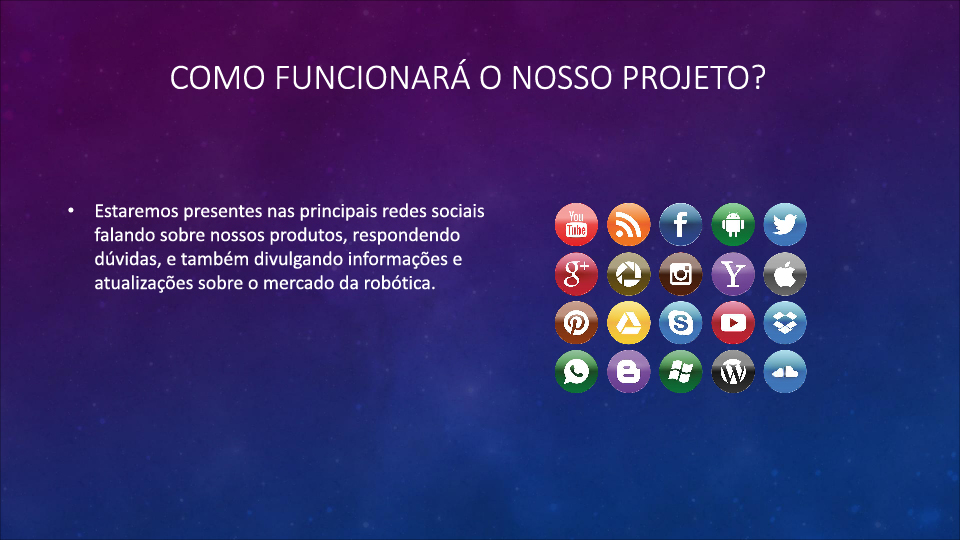 COMO FUNCIONARÁ O NOSSO PROJETO?
• Estaremos presentes nas principais redes sociais
falando sobre nossos produtos, respondendo
dúvidas, e também divulgando informações e
atualizações sobre o mercado da robótica.
You
Tube